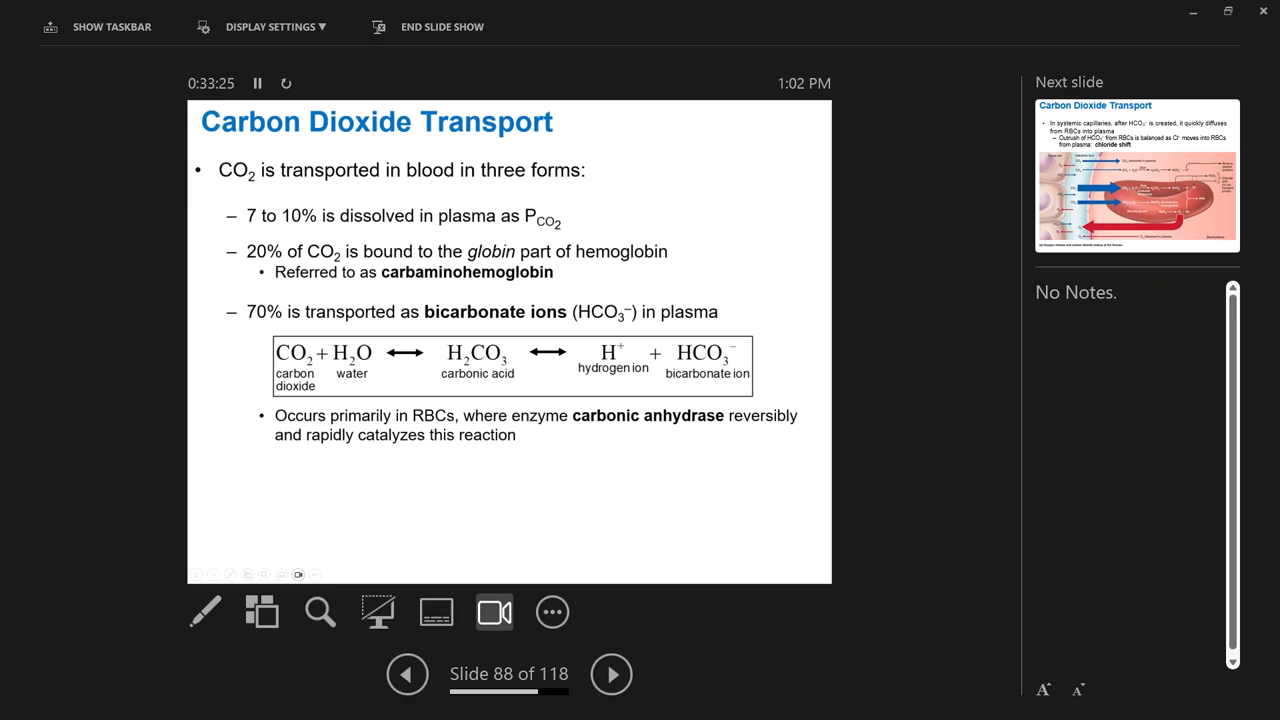 SHOW TASKBAR
DISPLAY SETTINGS ▼
END SLIDE SHOW
0:33:25
1:02 PM
Carbon Dioxide Transport
• CO₂ is transported in blood in three forms:
– 7 to 10% is dissolved in plasma as P_CO₂
– 20% of CO₂ is bound to the globin part of hemoglobin
• Referred to as carbaminohemoglobin
– 70% is transported as bicarbonate ions (HCO₃⁻) in plasma
CO₂ + H₂O ↔ H₂CO₃ ↔ H⁺ + HCO₃⁻
carbon dioxide water carbonic acid hydrogen ion bicarbonate ion
• Occurs primarily in RBCs, where enzyme carbonic anhydrase reversibly
and rapidly catalyzes this reaction
Slide 88 of 118
Next slide
Carbon Dioxide Transport
• In systemic capillaries, after HCO₃⁻ is created, it quickly diffuses
from RBCs into plasma
– Outrush of HCO₃⁻ from RBCs is balanced as Cl⁻ moves into RBCs
from plasma: chloride shift
No Notes.
A A